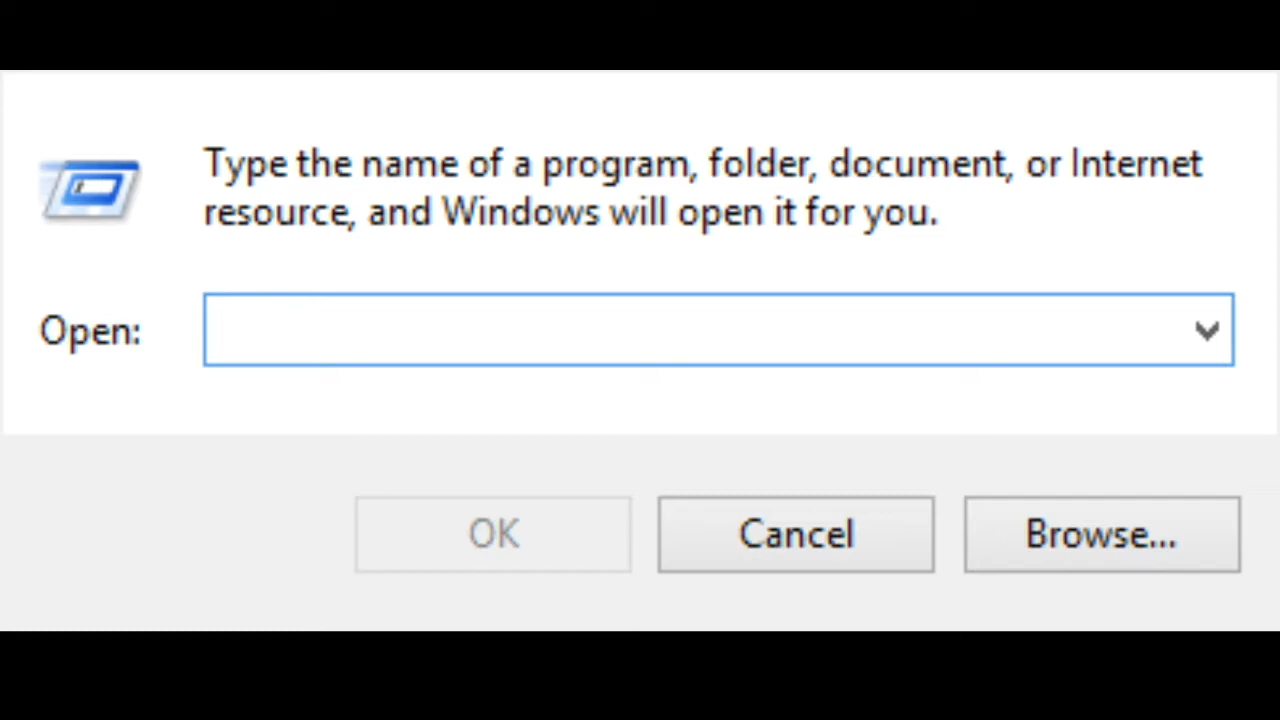 Type the name of a program, folder, document, or Internet
resource, and Windows will open it for you.
Open:
OK
Cancel
Browse...